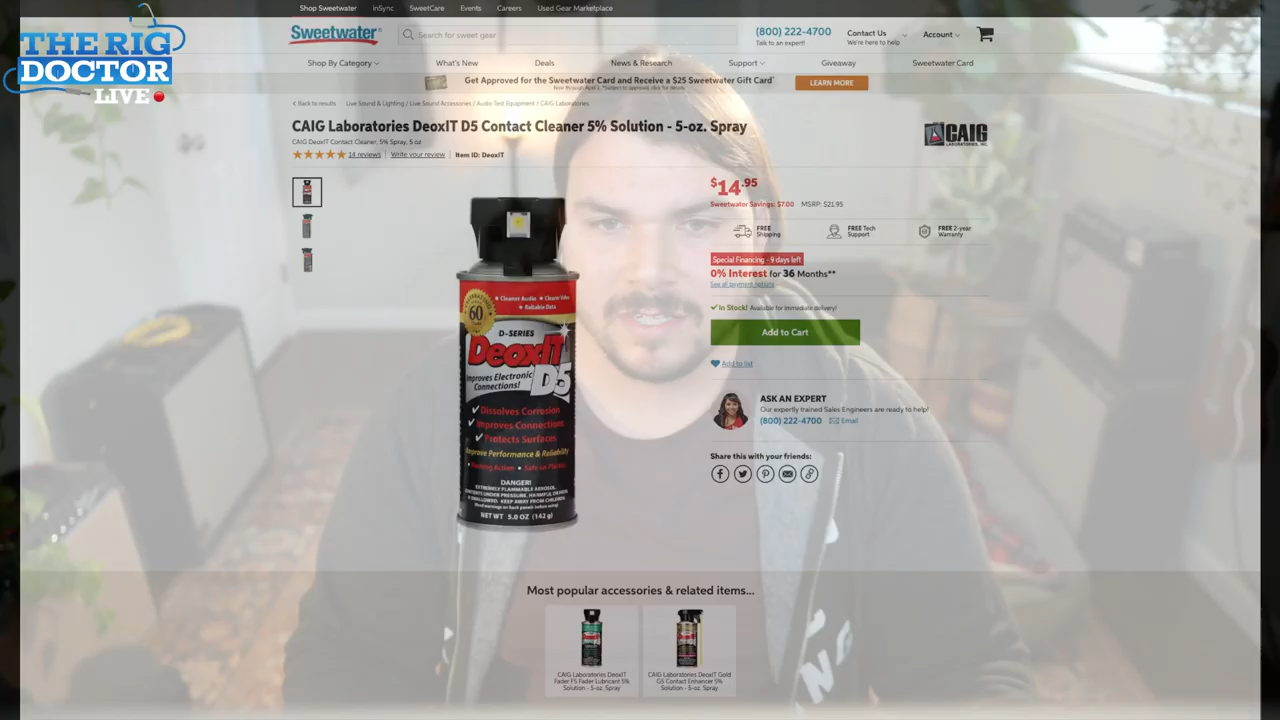 Shop Sweetwater InSync SweetCare Events Careers Used Gear Marketplace
THE RIG
DOCTOR
LIVE
Sweetwater
Search for sweet gear
(800) 222-4700
Talk to an expert!
Contact Us
We're here to help
Account
Shop By Category What's New Deals News & Research Support Giveaway Sweetwater Card
Get Approved for the Sweetwater Card and Receive a $25 Sweetwater Gift Card*
LEARN MORE
Back to results Live Sound & Lighting / Live Sound Accessories / Audio Test Equipment / CAIG Laboratories
CAIG Laboratories DeoxIT D5 Contact Cleaner 5% Solution - 5-oz. Spray
CAIG DeoxIT Contact Cleaner, 5% Spray, 5 oz
14 reviews | Write your review | Item ID: DeoxIT
CAIG
LABORATORIES, INC.
$14.95
Sweetwater Savings: $7.00 MSRP: $21.95
FREE
Shipping
FREE Tech
Support
FREE 2-year
Warranty
Special Financing - 9 days left
0% Interest for 36 Months**
See all payment options
In Stock! Available for immediate delivery!
Add to Cart
Add to list
ASK AN EXPERT
Our expertly trained Sales Engineers are ready to help!
(800) 222-4700 Email
Share this with your friends:
60
D-SERIES
DeoxIT
D5
Improves Electronic
Connections!
Dissolves Corrosion
Improves Connections
Protects Surfaces
Improve Performance & Reliability
DANGER!
EXTREMELY FLAMMABLE AEROSOL.
NET WT 5.0 OZ (142 g)
Most popular accessories & related items...
CAIG Laboratories DeoxIT
Fader F5 Fader Lubricant 5%
Solution - 5-oz. Spray
CAIG Laboratories DeoxIT Gold
G5 Contact Enhancer 5%
Solution - 5-oz. Spray